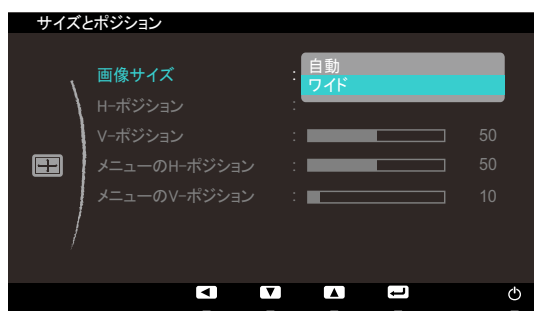 サイズとポジション
画像サイズ : 自動
ワイド
H-ポジション :
V-ポジション : 50
メニューのH-ポジション : 50
メニューのV-ポジション : 10